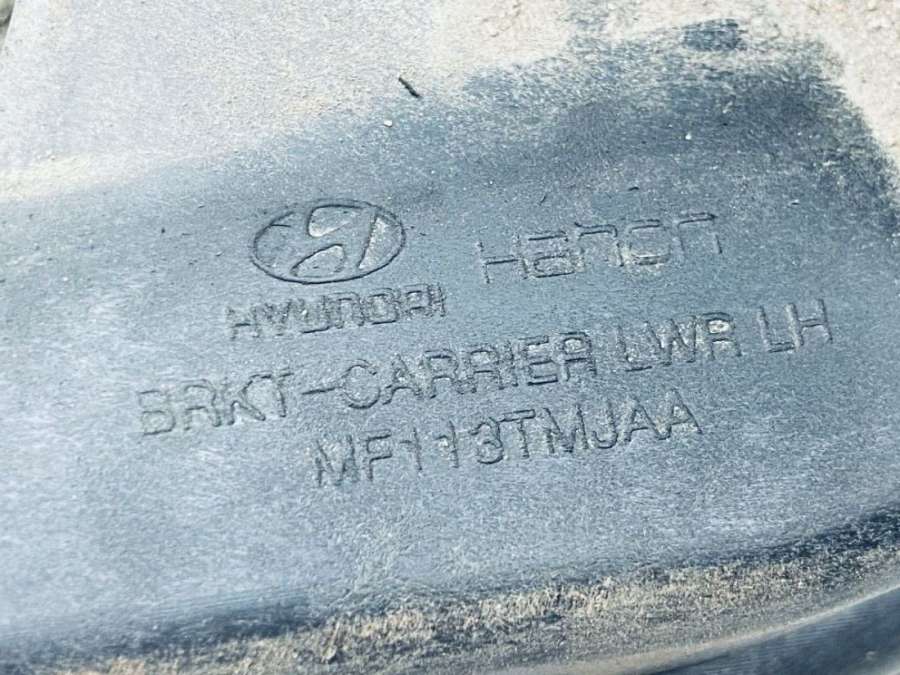 HYUNDAI Hanon
BRKT-CARRIER LWR LH
MF113TMJAA